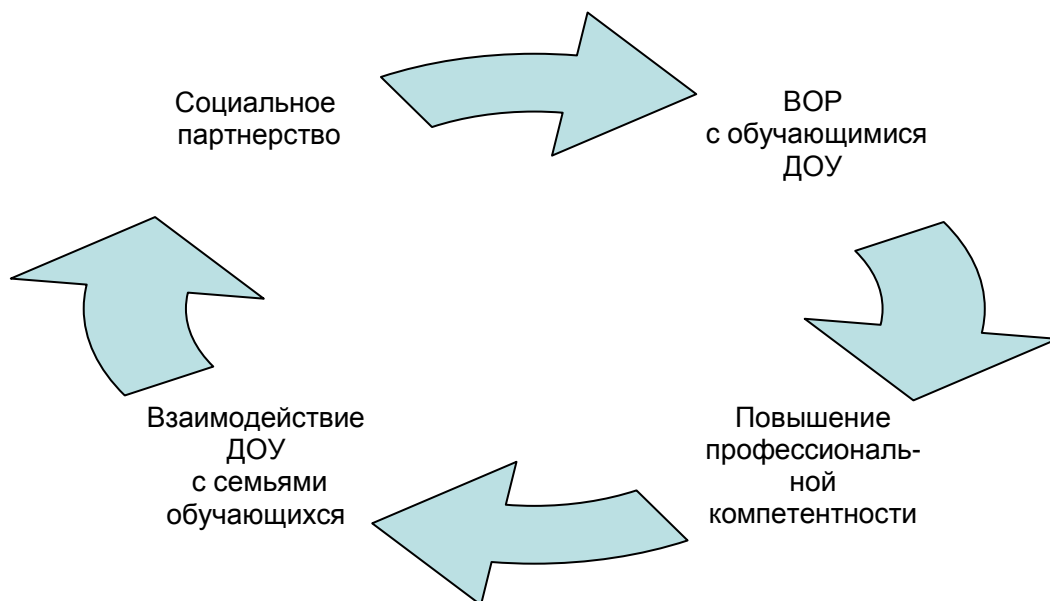 Социальное
партнерство
ВОР
с обучающимися
ДОУ
Взаимодействие
ДОУ
с семьями
обучающихся
Повышение
профессиональ-
ной
компетентности